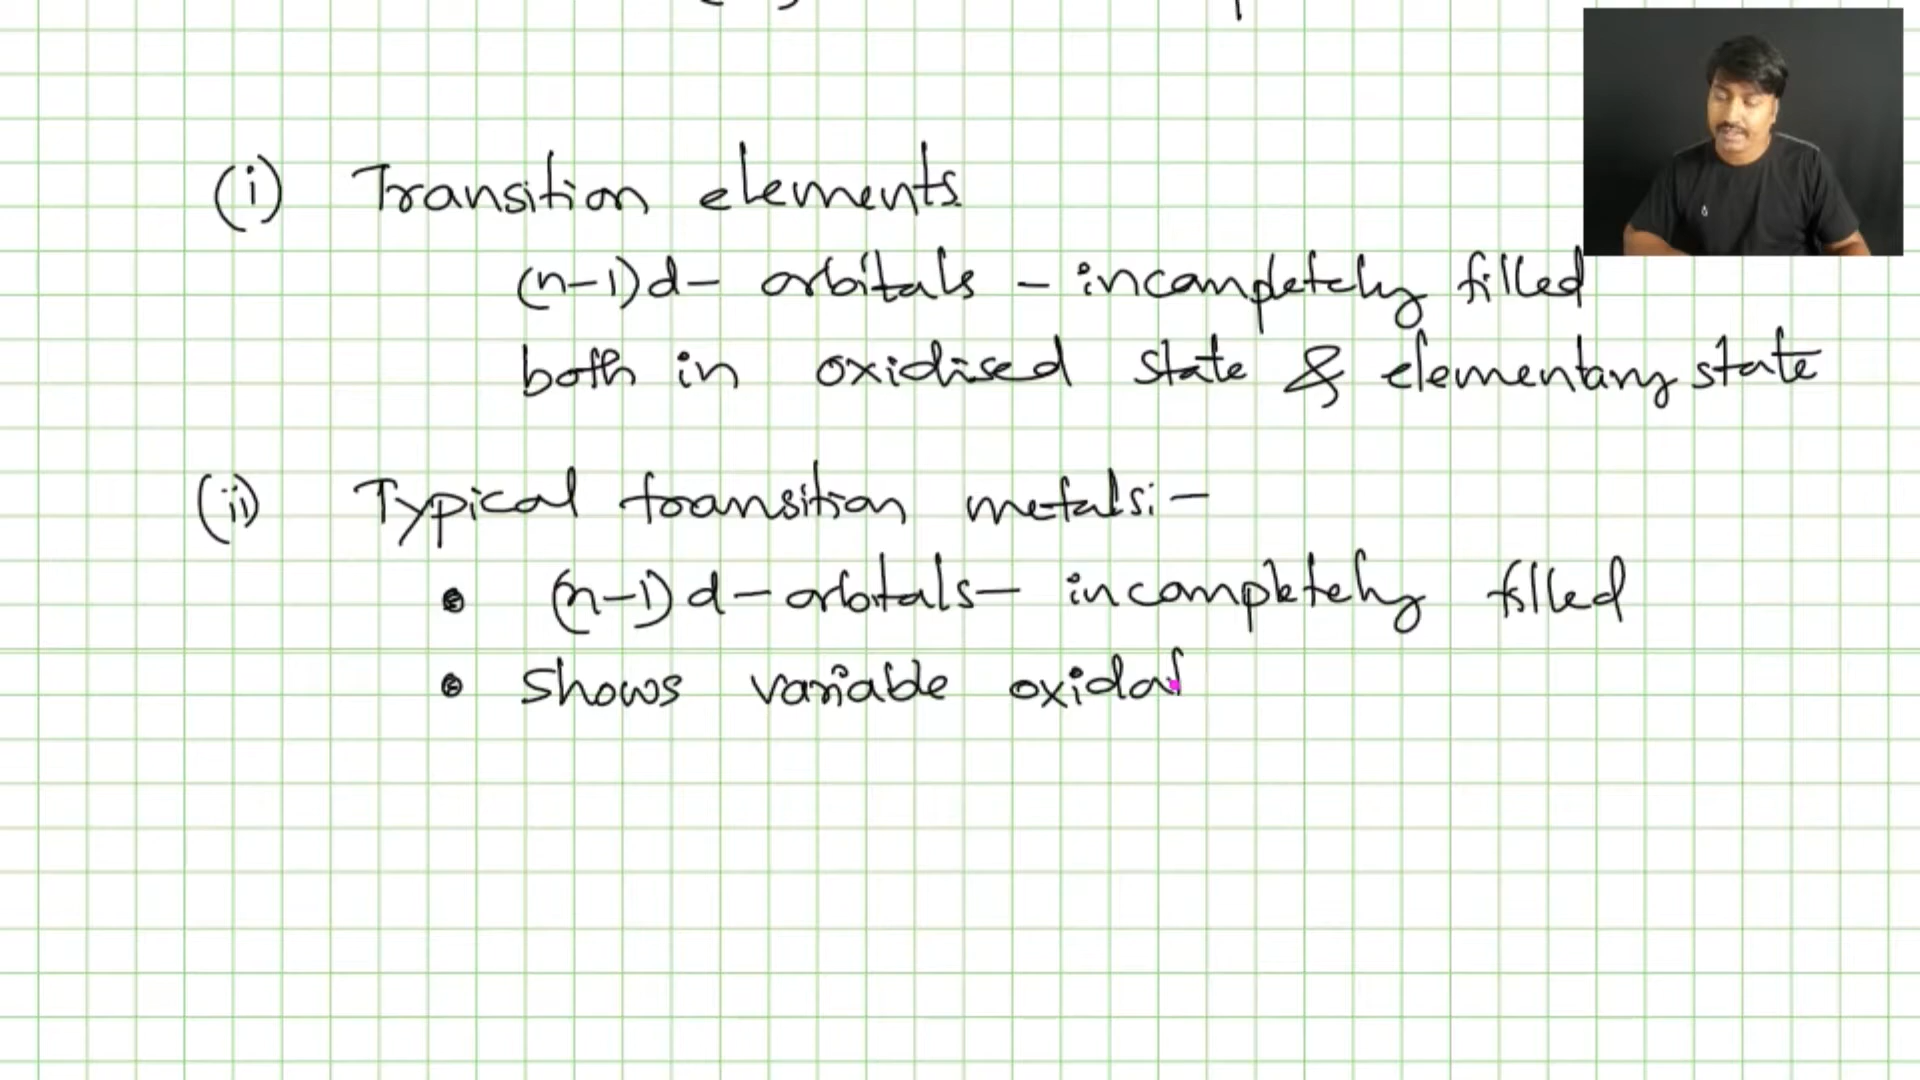 (i) Transition elements
(n-1)d- orbitals - incompletely filled
both in oxidised state & elementary state
(ii) Typical transition metals:-
• (n-1)d-orbitals- incompletely filled
• Shows variable oxidat